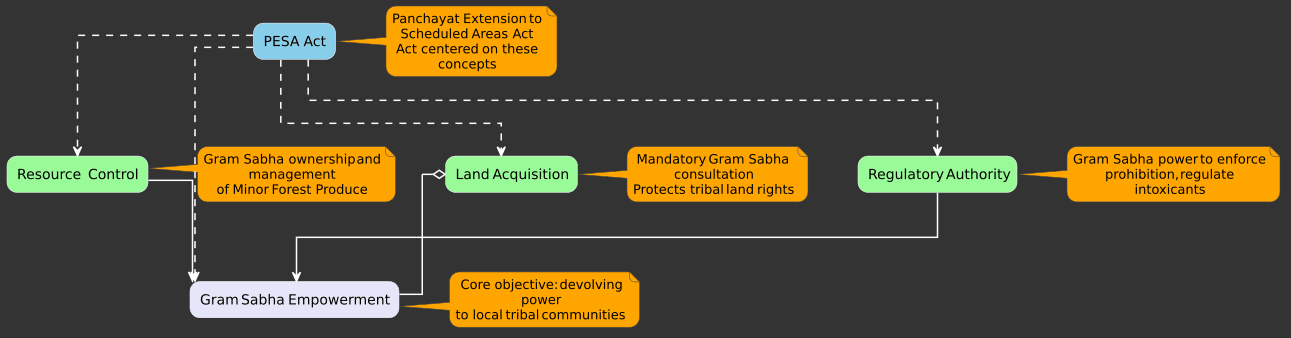 PESA Act
Panchayat Extension to
Scheduled Areas Act
Act centered on these
concepts
Resource Control
Gram Sabha ownership and
management
of Minor Forest Produce
Land Acquisition
Mandatory Gram Sabha
consultation
Protects tribal land rights
Regulatory Authority
Gram Sabha power to enforce
prohibition, regulate
intoxicants
Gram Sabha Empowerment
Core objective: devolving
power
to local tribal communities